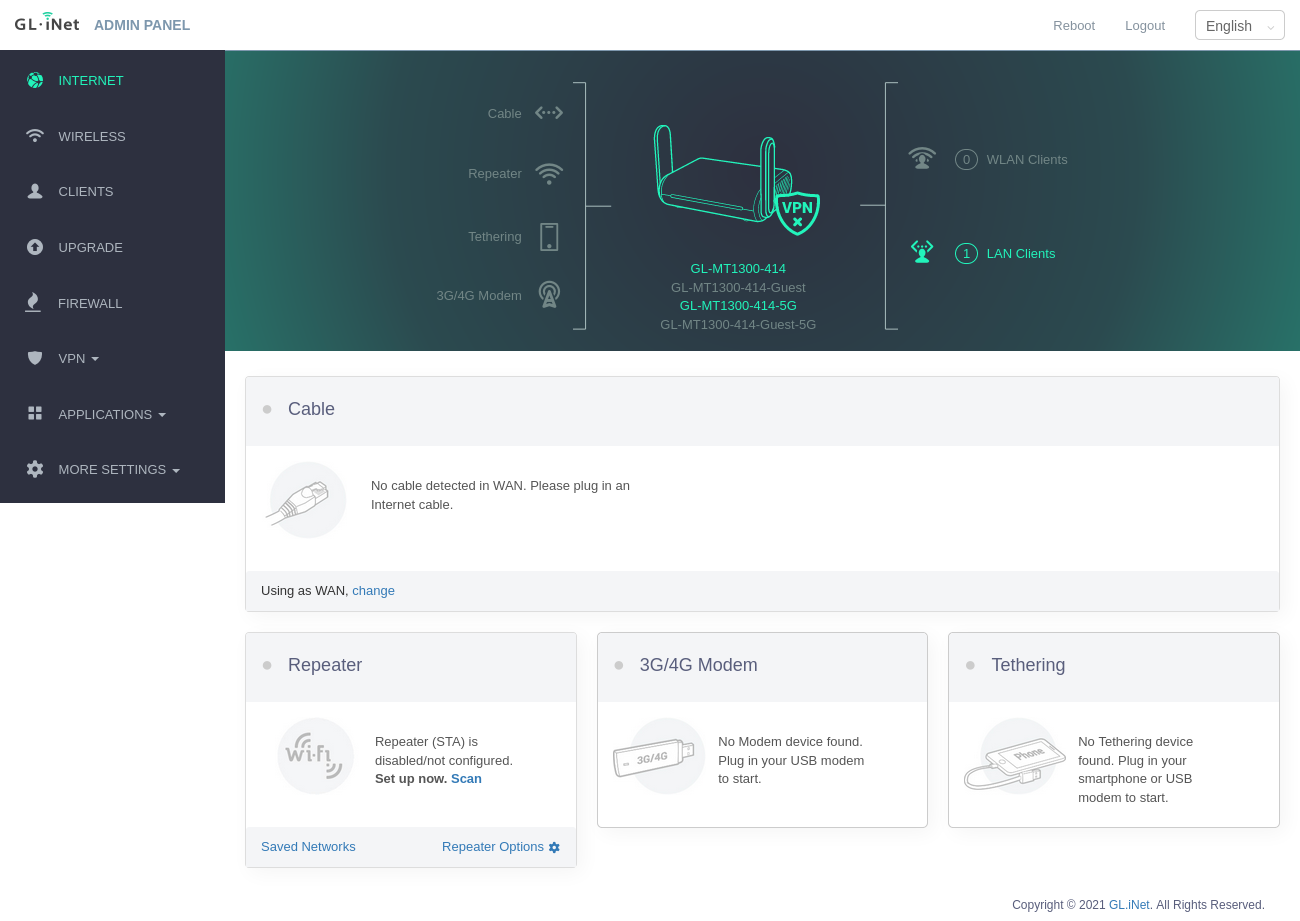 GL·iNet ADMIN PANEL
Reboot
Logout
English
INTERNET
WIRELESS
CLIENTS
UPGRADE
FIREWALL
VPN
APPLICATIONS
MORE SETTINGS
Cable
Repeater
Tethering
3G/4G Modem
VPN
GL-MT1300-414
GL-MT1300-414-Guest
GL-MT1300-414-5G
GL-MT1300-414-Guest-5G
0 WLAN Clients
1 LAN Clients
Cable
No cable detected in WAN. Please plug in an
Internet cable.
Using as WAN, change
Repeater
wi-fi
Repeater (STA) is
disabled/not configured.
Set up now. Scan
Saved Networks
Repeater Options
3G/4G Modem
3G/4G
No Modem device found.
Plug in your USB modem
to start.
Tethering
Phone
No Tethering device
found. Plug in your
smartphone or USB
modem to start.
Copyright © 2021 GL.iNet. All Rights Reserved.